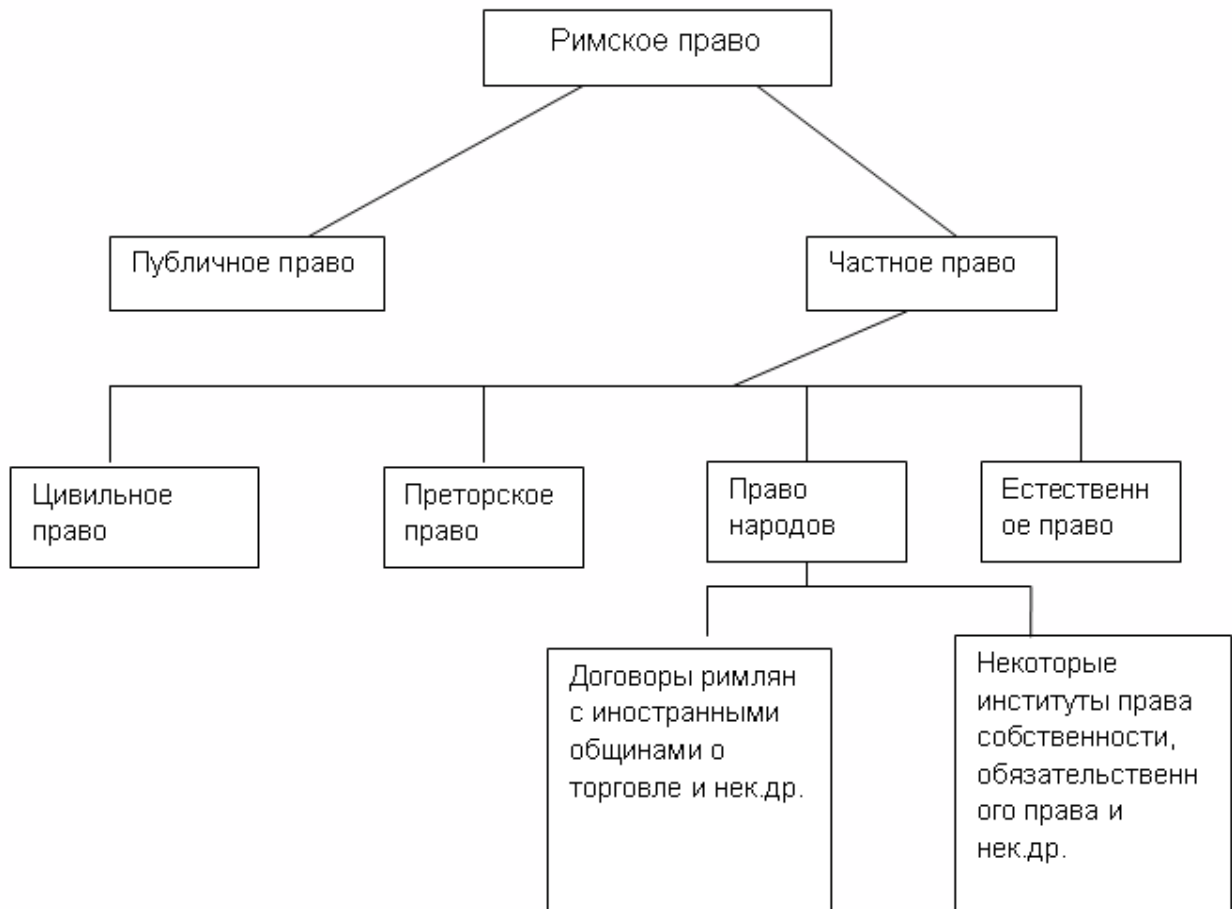 Римское право
Публичное право
Частное право
Цивильное
право
Преторское
право
Право
народов
Естественн
ое право
Договоры римлян
с иностранными
общинами о
торговле и нек.др.
Некоторые
институты права
собственности,
обязательственн
ого права и
нек.др.